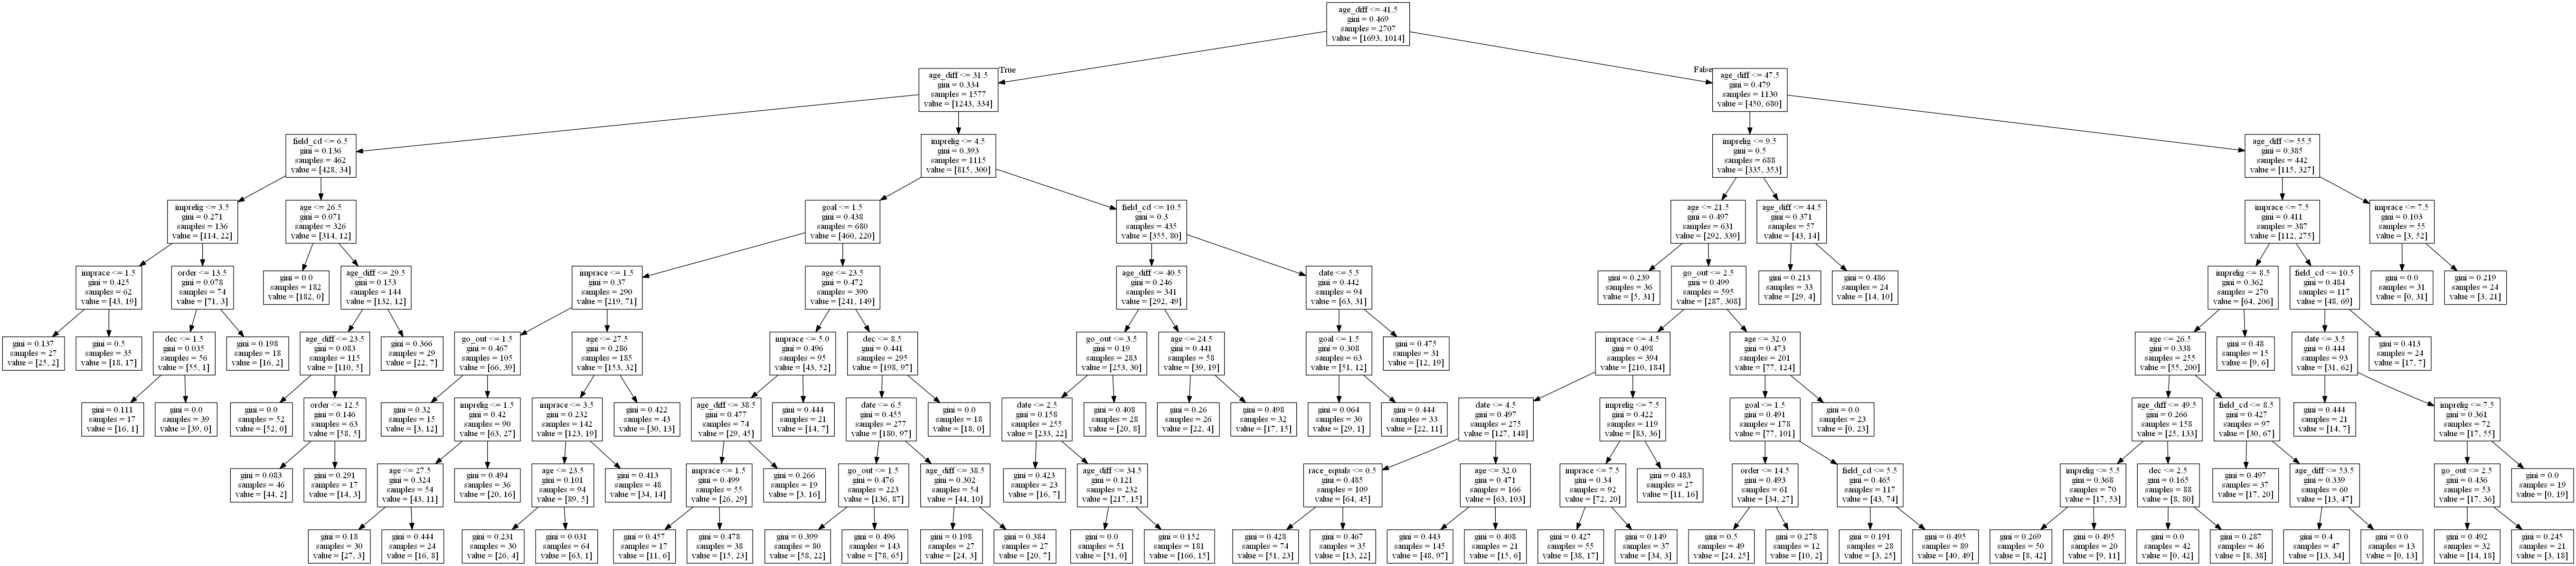 age_diff <= 41.5
gini = 0.469
samples = 2707
value = [1693, 1014]
True
False
age_diff <= 31.5
gini = 0.334
samples = 1577
value = [1243, 334]
age_diff <= 47.5
gini = 0.479
samples = 1130
value = [450, 680]
field_cd <= 6.5
gini = 0.136
samples = 462
value = [428, 34]
imprelig <= 4.5
gini = 0.393
samples = 1115
value = [815, 300]
imprelig <= 9.5
gini = 0.5
samples = 688
value = [335, 353]
age_diff <= 55.5
gini = 0.385
samples = 442
value = [115, 327]
imprelig <= 3.5
gini = 0.271
samples = 136
value = [114, 22]
age <= 26.5
gini = 0.071
samples = 326
value = [314, 12]
goal <= 1.5
gini = 0.438
samples = 680
value = [460, 220]
field_cd <= 10.5
gini = 0.3
samples = 435
value = [355, 80]
age <= 21.5
gini = 0.497
samples = 631
value = [292, 339]
age_diff <= 44.5
gini = 0.371
samples = 57
value = [43, 14]
imprace <= 7.5
gini = 0.411
samples = 387
value = [112, 275]
imprace <= 7.5
gini = 0.103
samples = 55
value = [3, 52]
imprace <= 1.5
gini = 0.425
samples = 62
value = [43, 19]
order <= 13.5
gini = 0.078
samples = 74
value = [71, 3]
gini = 0.0
samples = 182
value = [182, 0]
age_diff <= 29.5
gini = 0.153
samples = 144
value = [132, 12]
imprace <= 1.5
gini = 0.37
samples = 290
value = [219, 71]
age <= 23.5
gini = 0.472
samples = 390
value = [241, 149]
age_diff <= 40.5
gini = 0.246
samples = 341
value = [292, 49]
date <= 5.5
gini = 0.442
samples = 94
value = [63, 31]
gini = 0.239
samples = 36
value = [5, 31]
go_out <= 2.5
gini = 0.499
samples = 595
value = [287, 308]
gini = 0.213
samples = 33
value = [29, 4]
gini = 0.486
samples = 24
value = [14, 10]
imprelig <= 8.5
gini = 0.362
samples = 270
value = [64, 206]
field_cd <= 10.5
gini = 0.484
samples = 117
value = [48, 69]
gini = 0.0
samples = 31
value = [0, 31]
gini = 0.219
samples = 24
value = [3, 21]
gini = 0.137
samples = 27
value = [25, 2]
gini = 0.5
samples = 35
value = [18, 17]
dec <= 1.5
gini = 0.035
samples = 56
value = [55, 1]
gini = 0.198
samples = 18
value = [16, 2]
age_diff <= 23.5
gini = 0.083
samples = 115
value = [110, 5]
gini = 0.366
samples = 29
value = [22, 7]
go_out <= 1.5
gini = 0.467
samples = 105
value = [66, 39]
age <= 27.5
gini = 0.286
samples = 185
value = [153, 32]
imprace <= 5.0
gini = 0.496
samples = 95
value = [43, 52]
dec <= 8.5
gini = 0.441
samples = 295
value = [198, 97]
go_out <= 3.5
gini = 0.19
samples = 283
value = [253, 30]
age <= 24.5
gini = 0.441
samples = 58
value = [39, 19]
goal <= 1.5
gini = 0.308
samples = 63
value = [51, 12]
gini = 0.475
samples = 31
value = [12, 19]
imprace <= 4.5
gini = 0.498
samples = 394
value = [210, 184]
age <= 32.0
gini = 0.473
samples = 201
value = [77, 124]
age <= 26.5
gini = 0.338
samples = 255
value = [55, 200]
gini = 0.48
samples = 15
value = [9, 6]
date <= 3.5
gini = 0.444
samples = 93
value = [31, 62]
gini = 0.413
samples = 24
value = [17, 7]
gini = 0.111
samples = 17
value = [16, 1]
gini = 0.0
samples = 39
value = [39, 0]
gini = 0.0
samples = 52
value = [52, 0]
order <= 12.5
gini = 0.146
samples = 63
value = [58, 5]
gini = 0.32
samples = 15
value = [3, 12]
imprelig <= 1.5
gini = 0.42
samples = 90
value = [63, 27]
imprace <= 3.5
gini = 0.232
samples = 142
value = [123, 19]
gini = 0.422
samples = 43
value = [30, 13]
age_diff <= 38.5
gini = 0.477
samples = 74
value = [29, 45]
gini = 0.444
samples = 21
value = [14, 7]
date <= 6.5
gini = 0.455
samples = 277
value = [180, 97]
gini = 0.0
samples = 18
value = [18, 0]
date <= 2.5
gini = 0.158
samples = 255
value = [233, 22]
gini = 0.408
samples = 28
value = [20, 8]
gini = 0.26
samples = 26
value = [22, 4]
gini = 0.498
samples = 32
value = [17, 15]
gini = 0.064
samples = 30
value = [29, 1]
gini = 0.444
samples = 33
value = [22, 11]
date <= 4.5
gini = 0.497
samples = 275
value = [127, 148]
imprelig <= 7.5
gini = 0.422
samples = 119
value = [83, 36]
goal <= 1.5
gini = 0.491
samples = 178
value = [77, 101]
gini = 0.0
samples = 23
value = [0, 23]
age_diff <= 49.5
gini = 0.266
samples = 158
value = [25, 133]
field_cd <= 8.5
gini = 0.427
samples = 97
value = [30, 67]
gini = 0.444
samples = 21
value = [14, 7]
imprelig <= 7.5
gini = 0.361
samples = 72
value = [17, 55]
gini = 0.083
samples = 46
value = [44, 2]
gini = 0.291
samples = 17
value = [14, 3]
age <= 27.5
gini = 0.324
samples = 54
value = [43, 11]
gini = 0.494
samples = 36
value = [20, 16]
age <= 23.5
gini = 0.101
samples = 94
value = [89, 5]
gini = 0.413
samples = 48
value = [34, 14]
imprace <= 1.5
gini = 0.499
samples = 55
value = [26, 29]
gini = 0.266
samples = 19
value = [3, 16]
go_out <= 1.5
gini = 0.476
samples = 223
value = [136, 87]
age_diff <= 38.5
gini = 0.302
samples = 54
value = [44, 10]
gini = 0.423
samples = 23
value = [16, 7]
age_diff <= 34.5
gini = 0.121
samples = 232
value = [217, 15]
race_equals <= 0.5
gini = 0.485
samples = 109
value = [64, 45]
age <= 32.0
gini = 0.471
samples = 166
value = [63, 103]
imprace <= 7.5
gini = 0.34
samples = 92
value = [72, 20]
gini = 0.483
samples = 27
value = [11, 16]
order <= 14.5
gini = 0.493
samples = 61
value = [34, 27]
field_cd <= 5.5
gini = 0.465
samples = 117
value = [43, 74]
imprelig <= 5.5
gini = 0.368
samples = 70
value = [17, 53]
dec <= 2.5
gini = 0.165
samples = 88
value = [8, 80]
gini = 0.497
samples = 37
value = [17, 20]
age_diff <= 53.5
gini = 0.339
samples = 60
value = [13, 47]
go_out <= 2.5
gini = 0.436
samples = 53
value = [17, 36]
gini = 0.0
samples = 19
value = [0, 19]
gini = 0.18
samples = 30
value = [27, 3]
gini = 0.444
samples = 24
value = [16, 8]
gini = 0.231
samples = 30
value = [26, 4]
gini = 0.031
samples = 64
value = [63, 1]
gini = 0.457
samples = 17
value = [11, 6]
gini = 0.478
samples = 38
value = [15, 23]
gini = 0.399
samples = 80
value = [58, 22]
gini = 0.496
samples = 143
value = [78, 65]
gini = 0.198
samples = 27
value = [24, 3]
gini = 0.384
samples = 27
value = [20, 7]
gini = 0.0
samples = 51
value = [51, 0]
gini = 0.152
samples = 181
value = [166, 15]
gini = 0.428
samples = 74
value = [51, 23]
gini = 0.467
samples = 35
value = [13, 22]
gini = 0.443
samples = 145
value = [48, 97]
gini = 0.408
samples = 21
value = [15, 6]
gini = 0.427
samples = 55
value = [38, 17]
gini = 0.149
samples = 37
value = [34, 3]
gini = 0.5
samples = 49
value = [24, 25]
gini = 0.278
samples = 12
value = [10, 2]
gini = 0.191
samples = 28
value = [3, 25]
gini = 0.495
samples = 89
value = [40, 49]
gini = 0.269
samples = 50
value = [8, 42]
gini = 0.495
samples = 20
value = [9, 11]
gini = 0.0
samples = 42
value = [0, 42]
gini = 0.287
samples = 46
value = [8, 38]
gini = 0.4
samples = 47
value = [13, 34]
gini = 0.0
samples = 13
value = [0, 13]
gini = 0.492
samples = 32
value = [14, 18]
gini = 0.245
samples = 21
value = [3, 18]